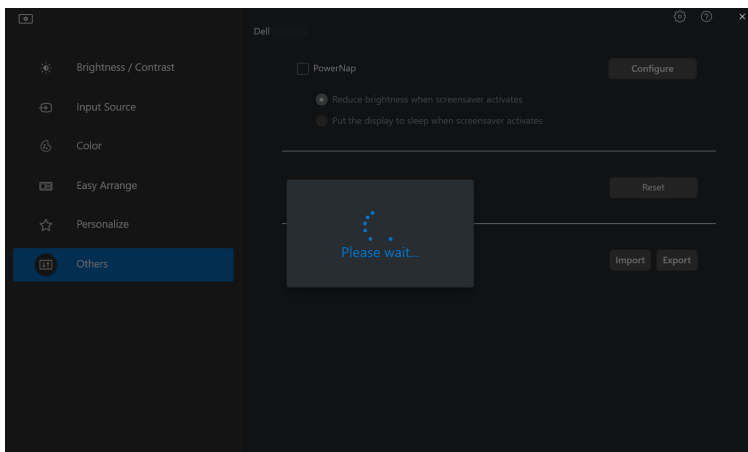 Dell
Brightness / Contrast
Input Source
Color
Easy Arrange
Personalize
Others
PowerNap
Configure
Reduce brightness when screensaver activates
Put the display to sleep when screensaver activates
Reset
Please wait...
Import
Export